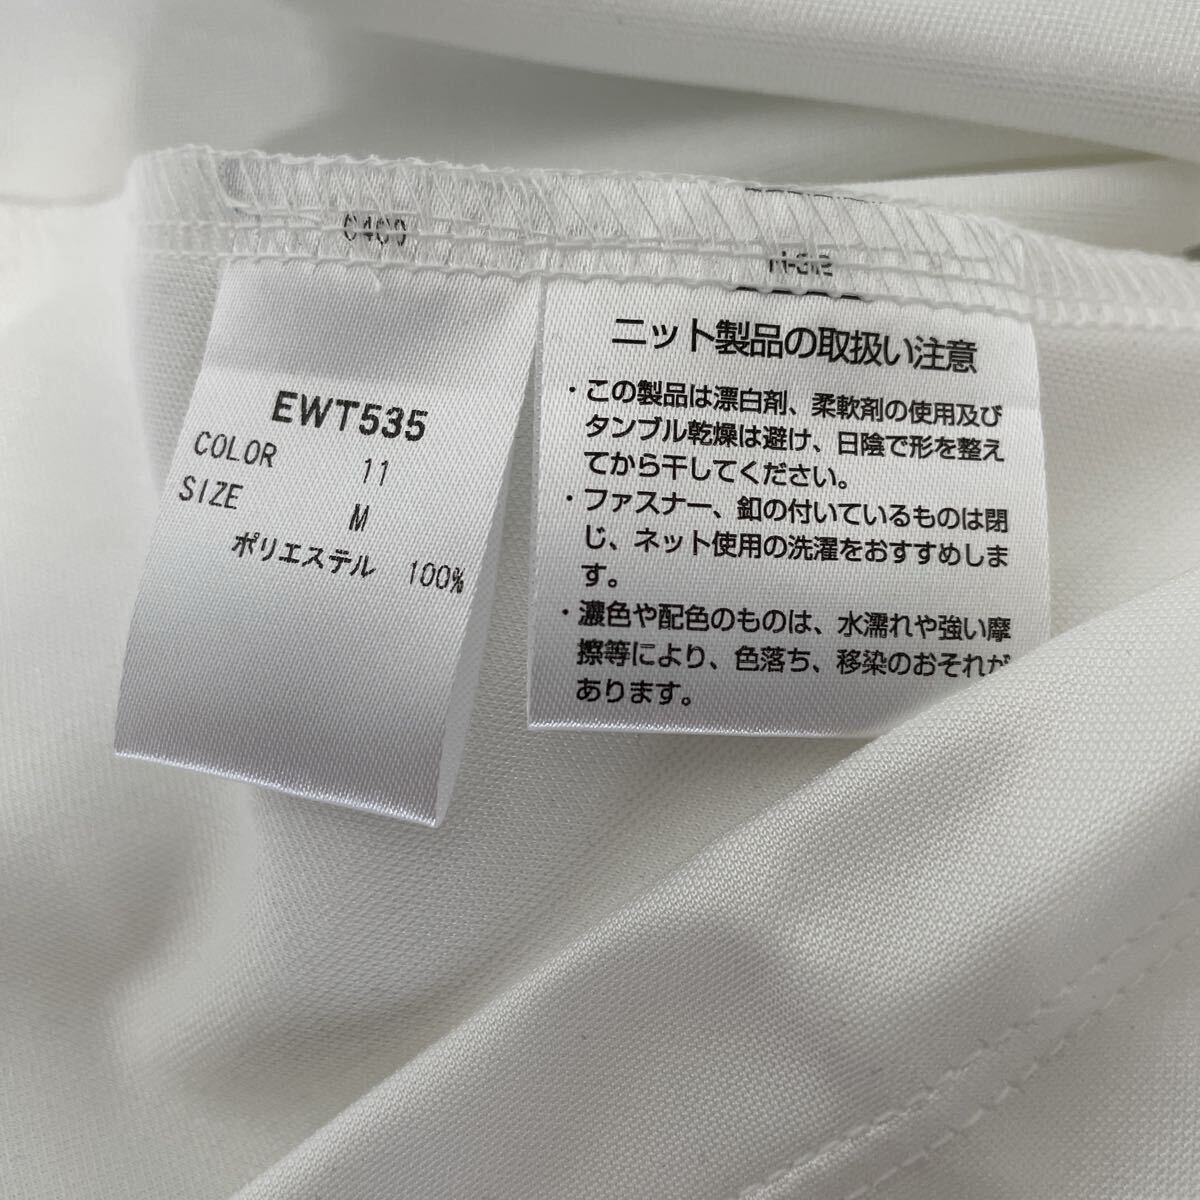 EWT535
COLOR 11
SIZE M
ポリエステル 100%
ニット製品の取扱い注意
・この製品は漂白剤、柔軟剤の使用及び
タンブル乾燥は避け、日陰で形を整え
てから干してください。
・ファスナー、釦の付いているものは閉
じ、ネット使用の洗濯をおすすめしま
す。
・濃色や配色のものは、水濡れや強い摩
擦等により、色落ち、移染のおそれが
あります。